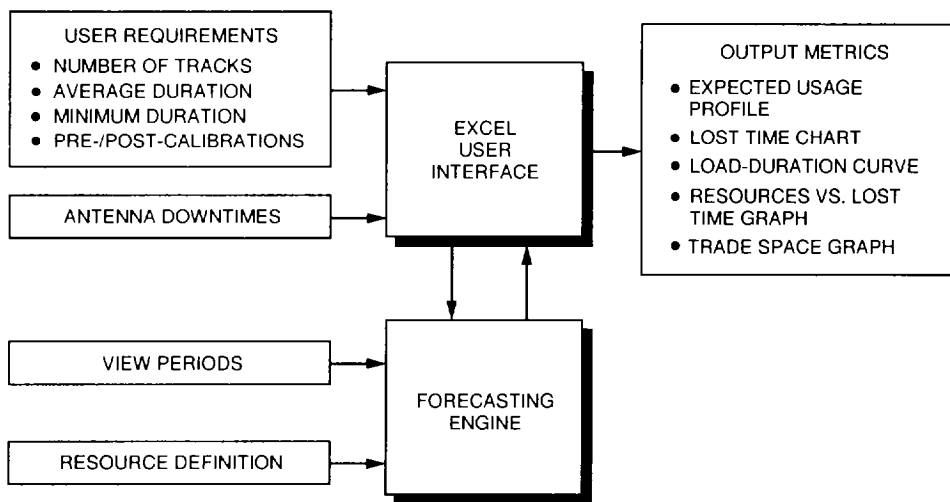 USER REQUIREMENTS
● NUMBER OF TRACKS
● AVERAGE DURATION
● MINIMUM DURATION
● PRE-/POST-CALIBRATIONS
ANTENNA DOWNTIMES
EXCEL
USER
INTERFACE
OUTPUT METRICS
● EXPECTED USAGE
PROFILE
● LOST TIME CHART
● LOAD-DURATION CURVE
● RESOURCES VS. LOST
TIME GRAPH
● TRADE SPACE GRAPH
VIEW PERIODS
RESOURCE DEFINITION
FORECASTING
ENGINE